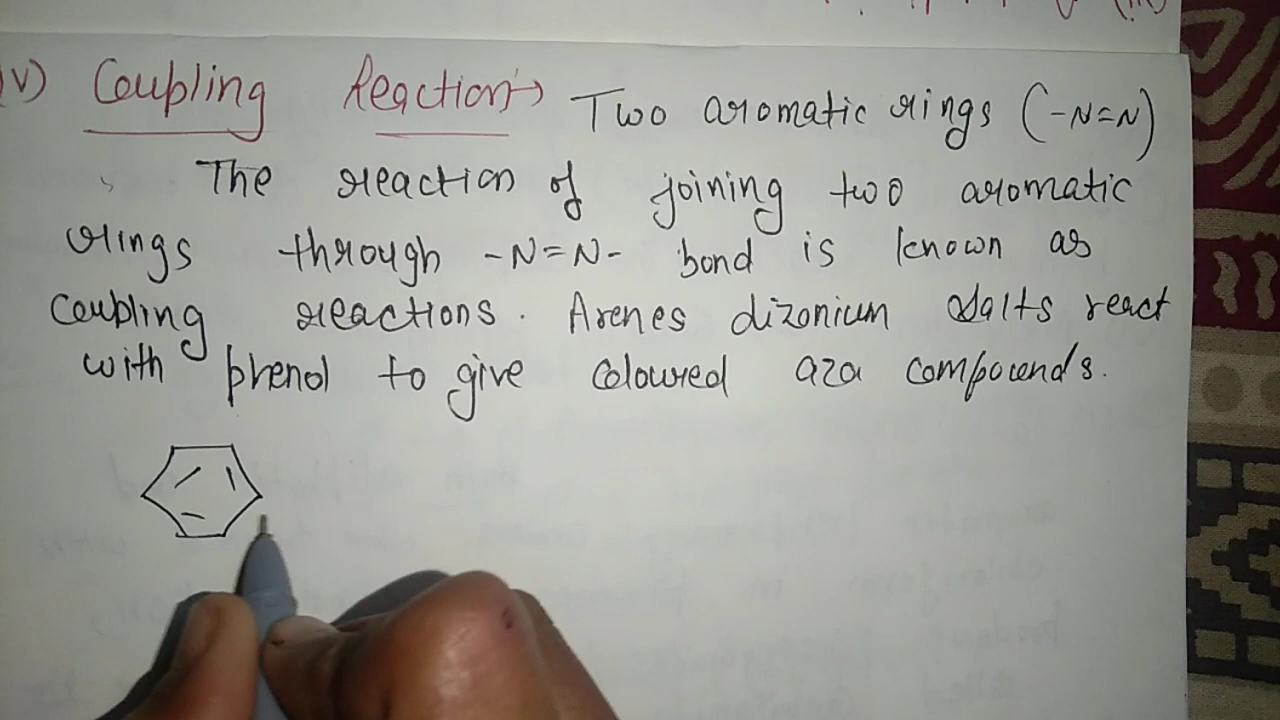 (v) Coupling Reaction→ Two aromatic rings (-N=N)
The reaction of joining two aromatic
rings through -N=N- bond is known as
Coupling reactions. Arenes dizonium salts react
with phenol to give coloured aza compounds.